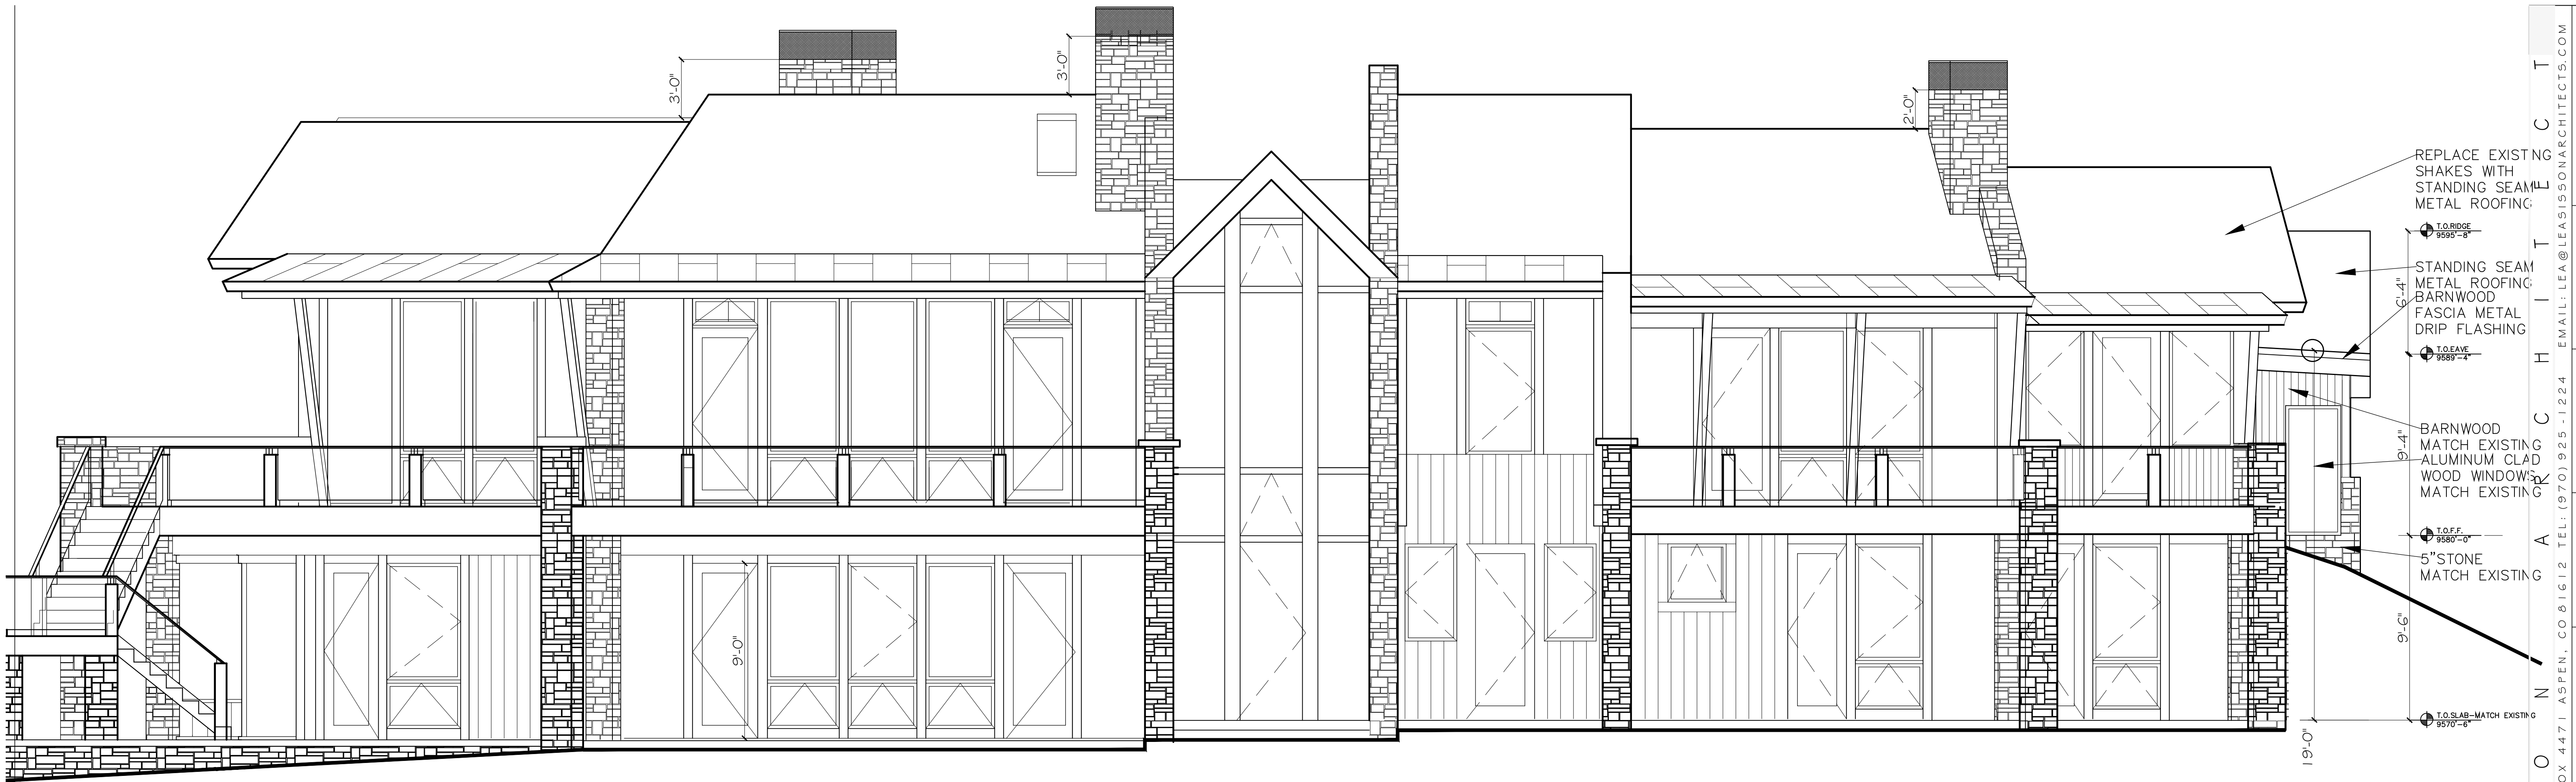 3'-0"
3'-0"
2'-0"
REPLACE EXISTING
SHAKES WITH
STANDING SEAM
METAL ROOFING
T.O.RIDGE
9595'-8"
STANDING SEAM
METAL ROOFING
6'-4"
BARNWOOD
FASCIA METAL
DRIP FLASHING
T.O.EAVE
9589'-4"
BARNWOOD
MATCH EXISTING
9'-4"
ALUMINUM CLAD
WOOD WINDOWS
MATCH EXISTING
T.O.F.F.
9580'-0"
5"STONE
MATCH EXISTING
9'-6"
9'-0"
T.O.SLAB-MATCH EXISTING
9570'-6"
19'-0"
O N A R C H I T E C T
OX 4471 ASPEN, CO 81612 TEL:(970) 925-1224 EMAIL: LEA@LEASISSONARCHITECTS.COM